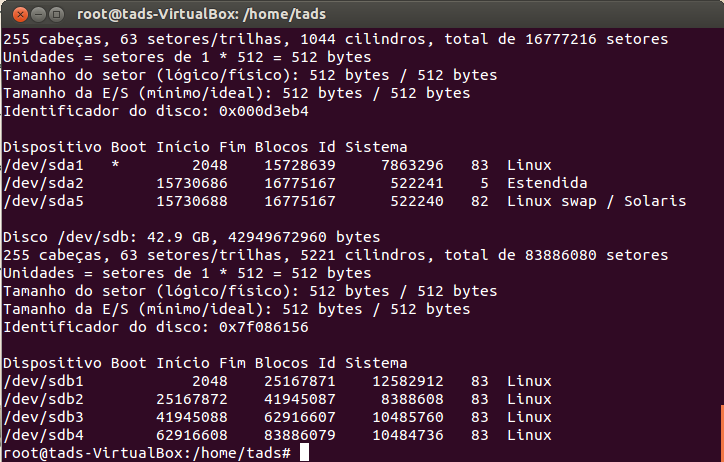 root@tads-VirtualBox: /home/tads
255 cabeças, 63 setores/trilhas, 1044 cilindros, total de 16777216 setores
Unidades = setores de 1 * 512 = 512 bytes
Tamanho do setor (lógico/físico): 512 bytes / 512 bytes
Tamanho da E/S (mínimo/ideal): 512 bytes / 512 bytes
Identificador do disco: 0x000d3eb4
Dispositivo Boot Início Fim Blocos Id Sistema
/dev/sda1   *        2048    15728639     7863296   83  Linux
/dev/sda2        15730686    16775167      522241    5  Estendida
/dev/sda5        15730688    16775167      522240   82  Linux swap / Solaris
Disco /dev/sdb: 42.9 GB, 42949672960 bytes
255 cabeças, 63 setores/trilhas, 5221 cilindros, total de 83886080 setores
Unidades = setores de 1 * 512 = 512 bytes
Tamanho do setor (lógico/físico): 512 bytes / 512 bytes
Tamanho da E/S (mínimo/ideal): 512 bytes / 512 bytes
Identificador do disco: 0x7f086156
Dispositivo Boot Início Fim Blocos Id Sistema
/dev/sdb1            2048    25167871    12582912   83  Linux
/dev/sdb2        25167872    41945087     8388608   83  Linux
/dev/sdb3        41945088    62916607    10485760   83  Linux
/dev/sdb4        62916608    83886079    10484736   83  Linux
root@tads-VirtualBox:/home/tads#